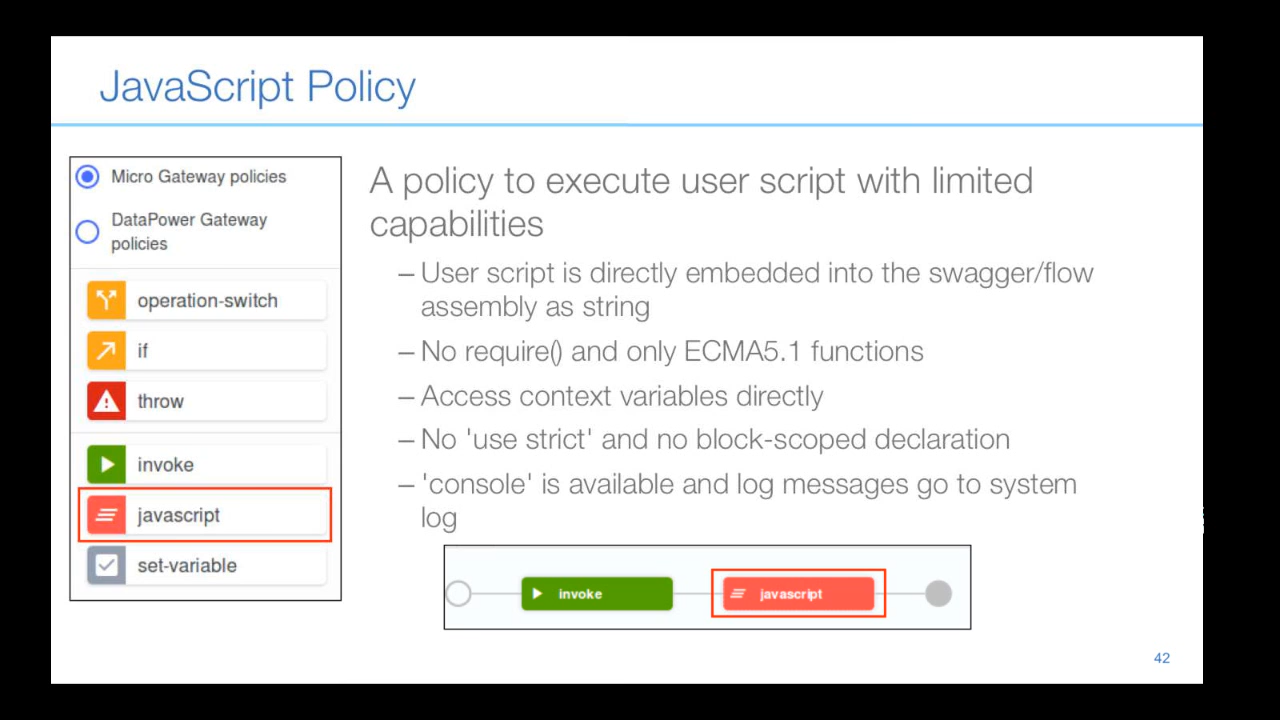 JavaScript Policy
Micro Gateway policies
DataPower Gateway
policies
operation-switch
if
throw
invoke
javascript
set-variable
A policy to execute user script with limited
capabilities
– User script is directly embedded into the swagger/flow
assembly as string
– No require() and only ECMA5.1 functions
– Access context variables directly
– No 'use strict' and no block-scoped declaration
– 'console' is available and log messages go to system
log
invoke
javascript
42